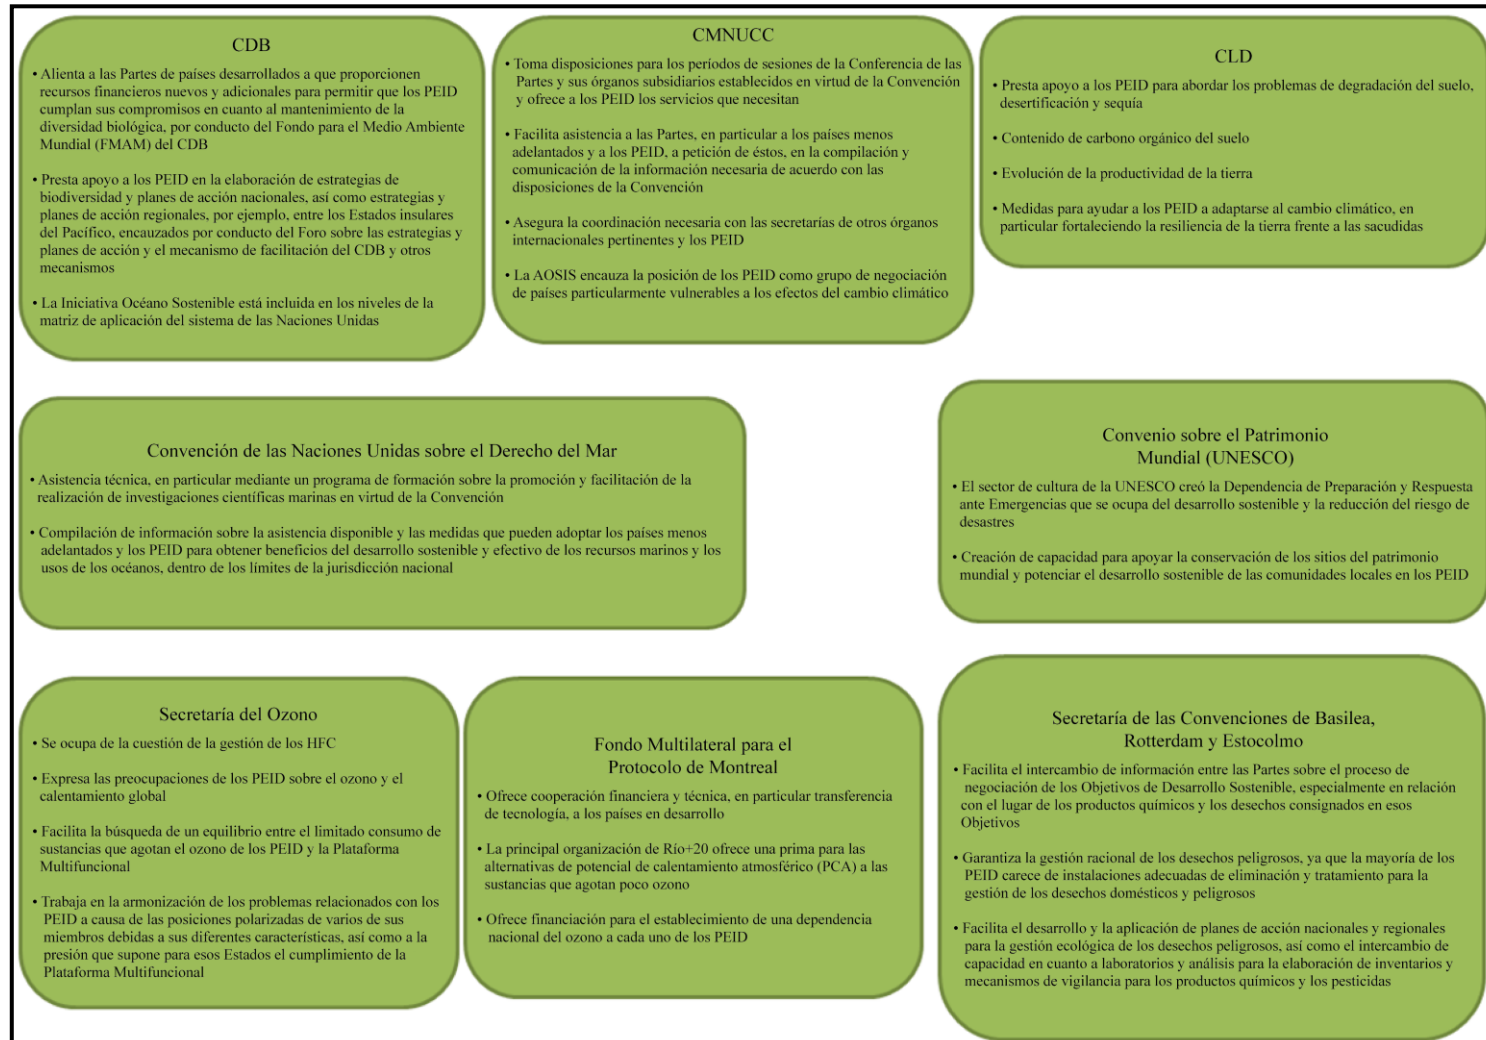 CDB
• Alienta a las Partes de países desarrollados a que proporcionen
recursos financieros nuevos y adicionales para permitir que los PEID
cumplan sus compromisos en cuanto al mantenimiento de la
diversidad biológica, por conducto del Fondo para el Medio Ambiente
Mundial (FMAM) del CDB
• Presta apoyo a los PEID en la elaboración de estrategias de
biodiversidad y planes de acción nacionales, así como estrategias y
planes de acción regionales, por ejemplo, entre los Estados insulares
del Pacífico, encauzados por conducto del Foro sobre las estrategias y
planes de acción y el mecanismo de facilitación del CDB y otros
mecanismos
• La Iniciativa Océano Sostenible está incluida en los niveles de la
matriz de aplicación del sistema de las Naciones Unidas
CMNUCC
• Toma disposiciones para los períodos de sesiones de la Conferencia de las
Partes y sus órganos subsidiarios establecidos en virtud de la Convención
y ofrece a los PEID los servicios que necesitan
• Facilita asistencia a las Partes, en particular a los países menos
adelantados y a los PEID, a petición de éstos, en la compilación y
comunicación de la información necesaria de acuerdo con las
disposiciones de la Convención
• Asegura la coordinación necesaria con las secretarías de otros órganos
internacionales pertinentes y los PEID
• La AOSIS encauza la posición de los PEID como grupo de negociación
de países particularmente vulnerables a los efectos del cambio climático
CLD
• Presta apoyo a los PEID para abordar los problemas de degradación del suelo,
desertificación y sequía
• Contenido de carbono orgánico del suelo
• Evolución de la productividad de la tierra
• Medidas para ayudar a los PEID a adaptarse al cambio climático, en
particular fortaleciendo la resiliencia de la tierra frente a las sacudidas
Convención de las Naciones Unidas sobre el Derecho del Mar
• Asistencia técnica, en particular mediante un programa de formación sobre la promoción y facilitación de la
realización de investigaciones científicas marinas en virtud de la Convención
• Compilación de información sobre la asistencia disponible y las medidas que pueden adoptar los países menos
adelantados y los PEID para obtener beneficios del desarrollo sostenible y efectivo de los recursos marinos y los
usos de los océanos, dentro de los límites de la jurisdicción nacional
Convenio sobre el Patrimonio
Mundial (UNESCO)
• El sector de cultura de la UNESCO creó la Dependencia de Preparación y Respuesta
ante Emergencias que se ocupa del desarrollo sostenible y la reducción del riesgo de
desastres
• Creación de capacidad para apoyar la conservación de los sitios del patrimonio
mundial y potenciar el desarrollo sostenible de las comunidades locales en los PEID
Secretaría del Ozono
• Se ocupa de la cuestión de la gestión de los HFC
• Expresa las preocupaciones de los PEID sobre el ozono y el
calentamiento global
• Facilita la búsqueda de un equilibrio entre el limitado consumo de
sustancias que agotan el ozono de los PEID y la Plataforma
Multifuncional
• Trabaja en la armonización de los problemas relacionados con los
PEID a causa de las posiciones polarizadas de varios de sus
miembros debidas a sus diferentes características, así como a la
presión que supone para esos Estados el cumplimiento de la
Plataforma Multifuncional
Fondo Multilateral para el
Protocolo de Montreal
• Ofrece cooperación financiera y técnica, en particular transferencia
de tecnología, a los países en desarrollo
• La principal organización de Río+20 ofrece una prima para las
alternativas de potencial de calentamiento atmosférico (PCA) a las
sustancias que agotan poco ozono
• Ofrece financiación para el establecimiento de una dependencia
nacional del ozono a cada uno de los PEID
Secretaría de las Convenciones de Basilea,
Rotterdam y Estocolmo
• Facilita el intercambio de información entre las Partes sobre el proceso de
negociación de los Objetivos de Desarrollo Sostenible, especialmente en relación
con el lugar de los productos químicos y los desechos consignados en esos
Objetivos
• Garantiza la gestión racional de los desechos peligrosos, ya que la mayoría de los
PEID carece de instalaciones adecuadas de eliminación y tratamiento para la
gestión de los desechos domésticos y peligrosos
• Facilita el desarrollo y la aplicación de planes de acción nacionales y regionales
para la gestión ecológica de los desechos peligrosos, así como el intercambio de
capacidad en cuanto a laboratorios y análisis para la elaboración de inventarios y
mecanismos de vigilancia para los productos químicos y los pesticidas